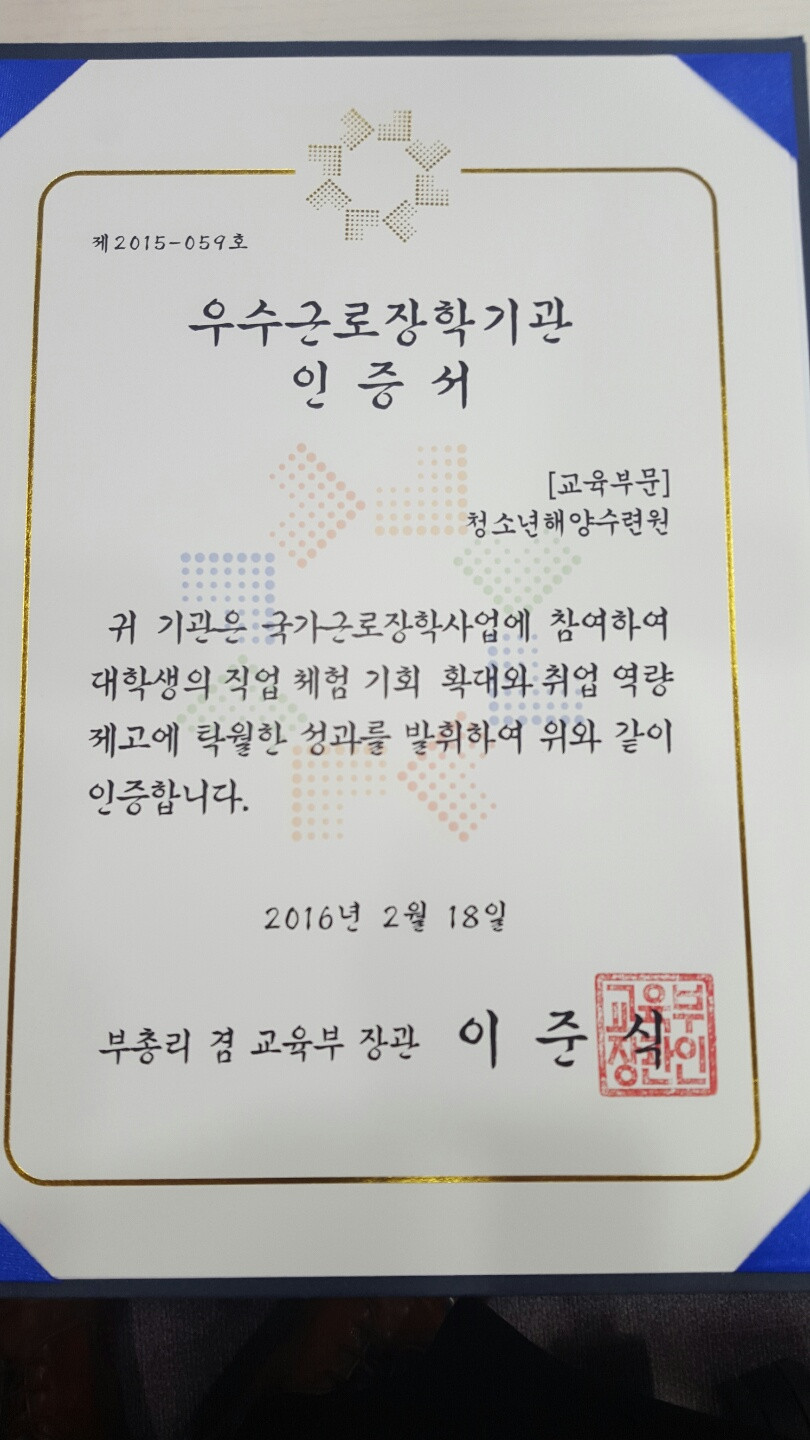 제2015-059호
우수근로장학기관
인 증 서
[교육부문]
청소년해양수련원
귀 기관은 국가근로장학사업에 참여하여
대학생의 직업 체험 기회 확대와 취업 역량
제고에 탁월한 성과를 발휘하여 위와 같이
인증합니다.
2016년 2월 18일
부총리 겸 교육부 장관 이 준 식
교육부
장관인